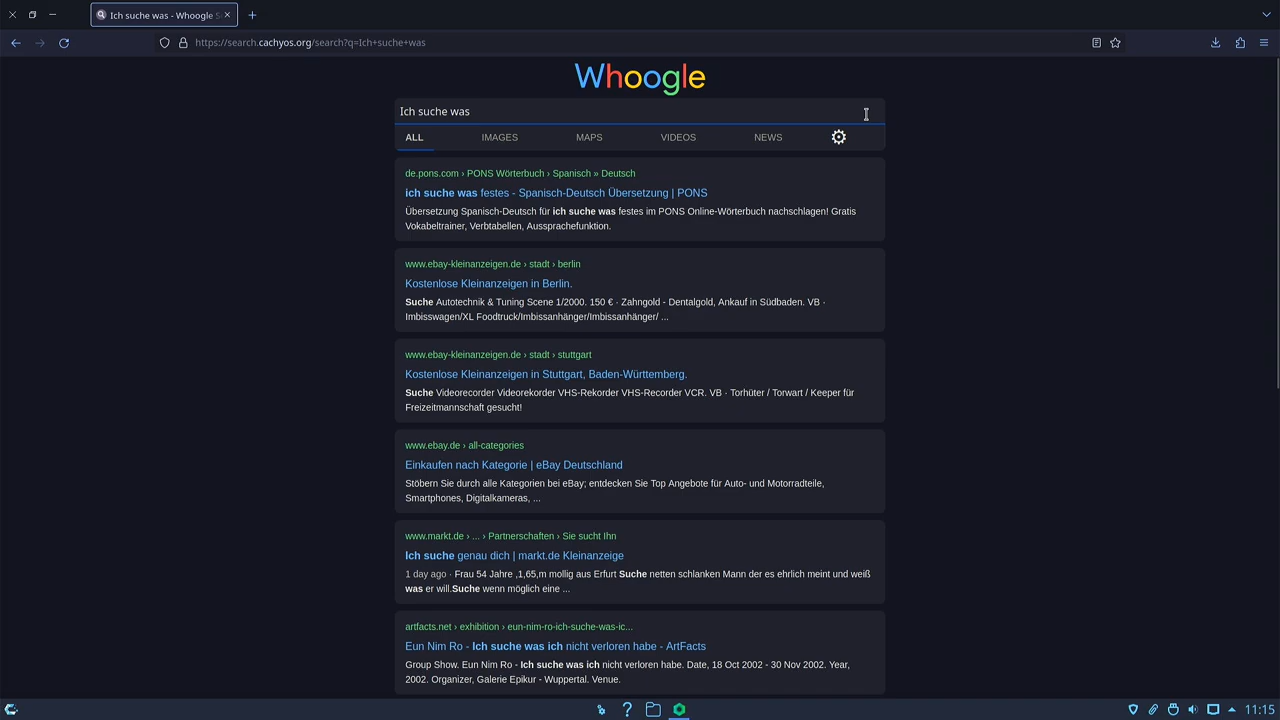 Ich suche was - Whoogle S
https://search.cachyos.org/search?q=Ich+suche+was
Whoogle
Ich suche was
ALL IMAGES MAPS VIDEOS NEWS
de.pons.com › PONS Wörterbuch › Spanisch » Deutsch
ich suche was festes - Spanisch-Deutsch Übersetzung | PONS
Übersetzung Spanisch-Deutsch für ich suche was festes im PONS Online-Wörterbuch nachschlagen! Gratis
Vokabeltrainer, Verbtabellen, Aussprachefunktion.
www.ebay-kleinanzeigen.de › stadt › berlin
Kostenlose Kleinanzeigen in Berlin.
Suche Autotechnik & Tuning Scene 1/2000. 150 € · Zahngold - Dentalgold, Ankauf in Südbaden. VB ·
Imbisswagen/XL Foodtruck/Imbissanhänger/Imbissanhänger/ ...
www.ebay-kleinanzeigen.de › stadt › stuttgart
Kostenlose Kleinanzeigen in Stuttgart, Baden-Württemberg.
Suche Videorecorder Videorekorder VHS-Rekorder VHS-Recorder VCR. VB · Torhüter / Torwart / Keeper für
Freizeitmannschaft gesucht!
www.ebay.de › all-categories
Einkaufen nach Kategorie | eBay Deutschland
Stöbern Sie durch alle Kategorien bei eBay; entdecken Sie Top Angebote für Auto- und Motorradteile,
Smartphones, Digitalkameras, ...
www.markt.de › ... › Partnerschaften › Sie sucht Ihn
Ich suche genau dich | markt.de Kleinanzeige
1 day ago · Frau 54 Jahre ,1,65,m mollig aus Erfurt Suche netten schlanken Mann der es ehrlich meint und weiß
was er will.Suche wenn möglich eine ...
artfacts.net › exhibition › eun-nim-ro-ich-suche-was-ic...
Eun Nim Ro - Ich suche was ich nicht verloren habe - ArtFacts
Group Show. Eun Nim Ro - Ich suche was ich nicht verloren habe. Date, 18 Oct 2002 - 30 Nov 2002. Year,
2002. Organizer, Galerie Epikur - Wuppertal. Venue.
11:15